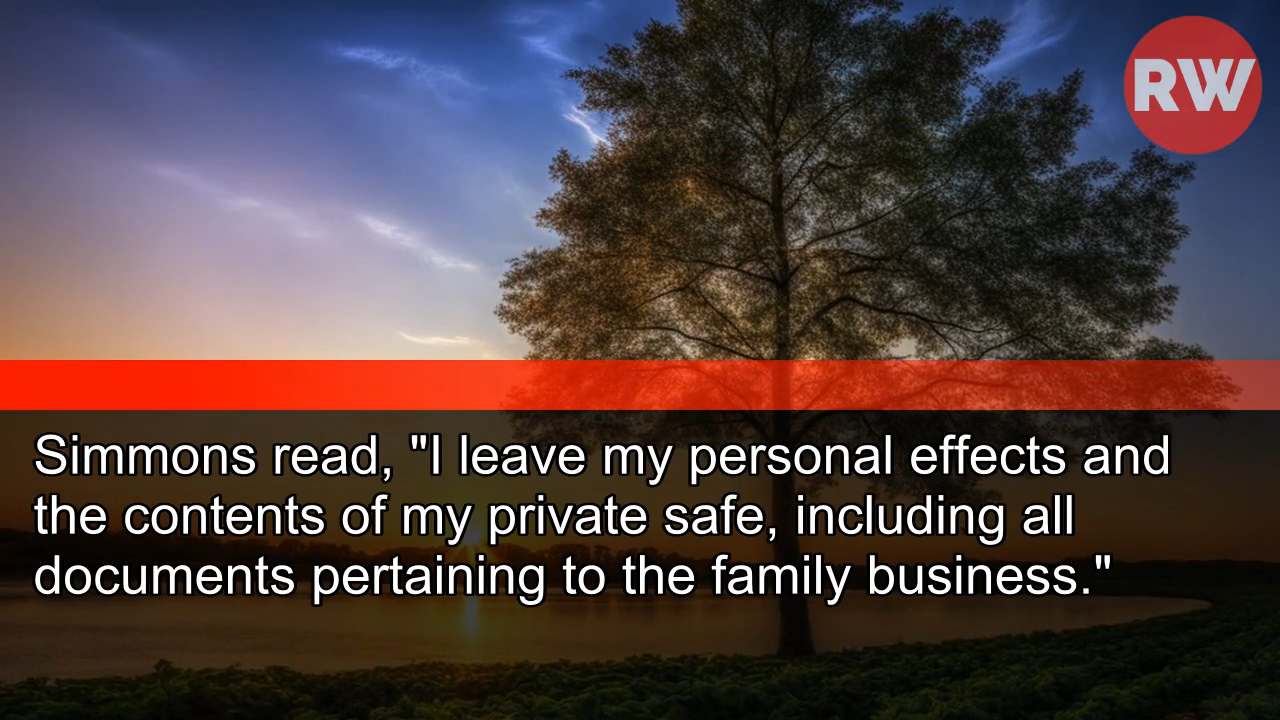 RW
Simmons read, "I leave my personal effects and
the contents of my private safe, including all
documents pertaining to the family business."